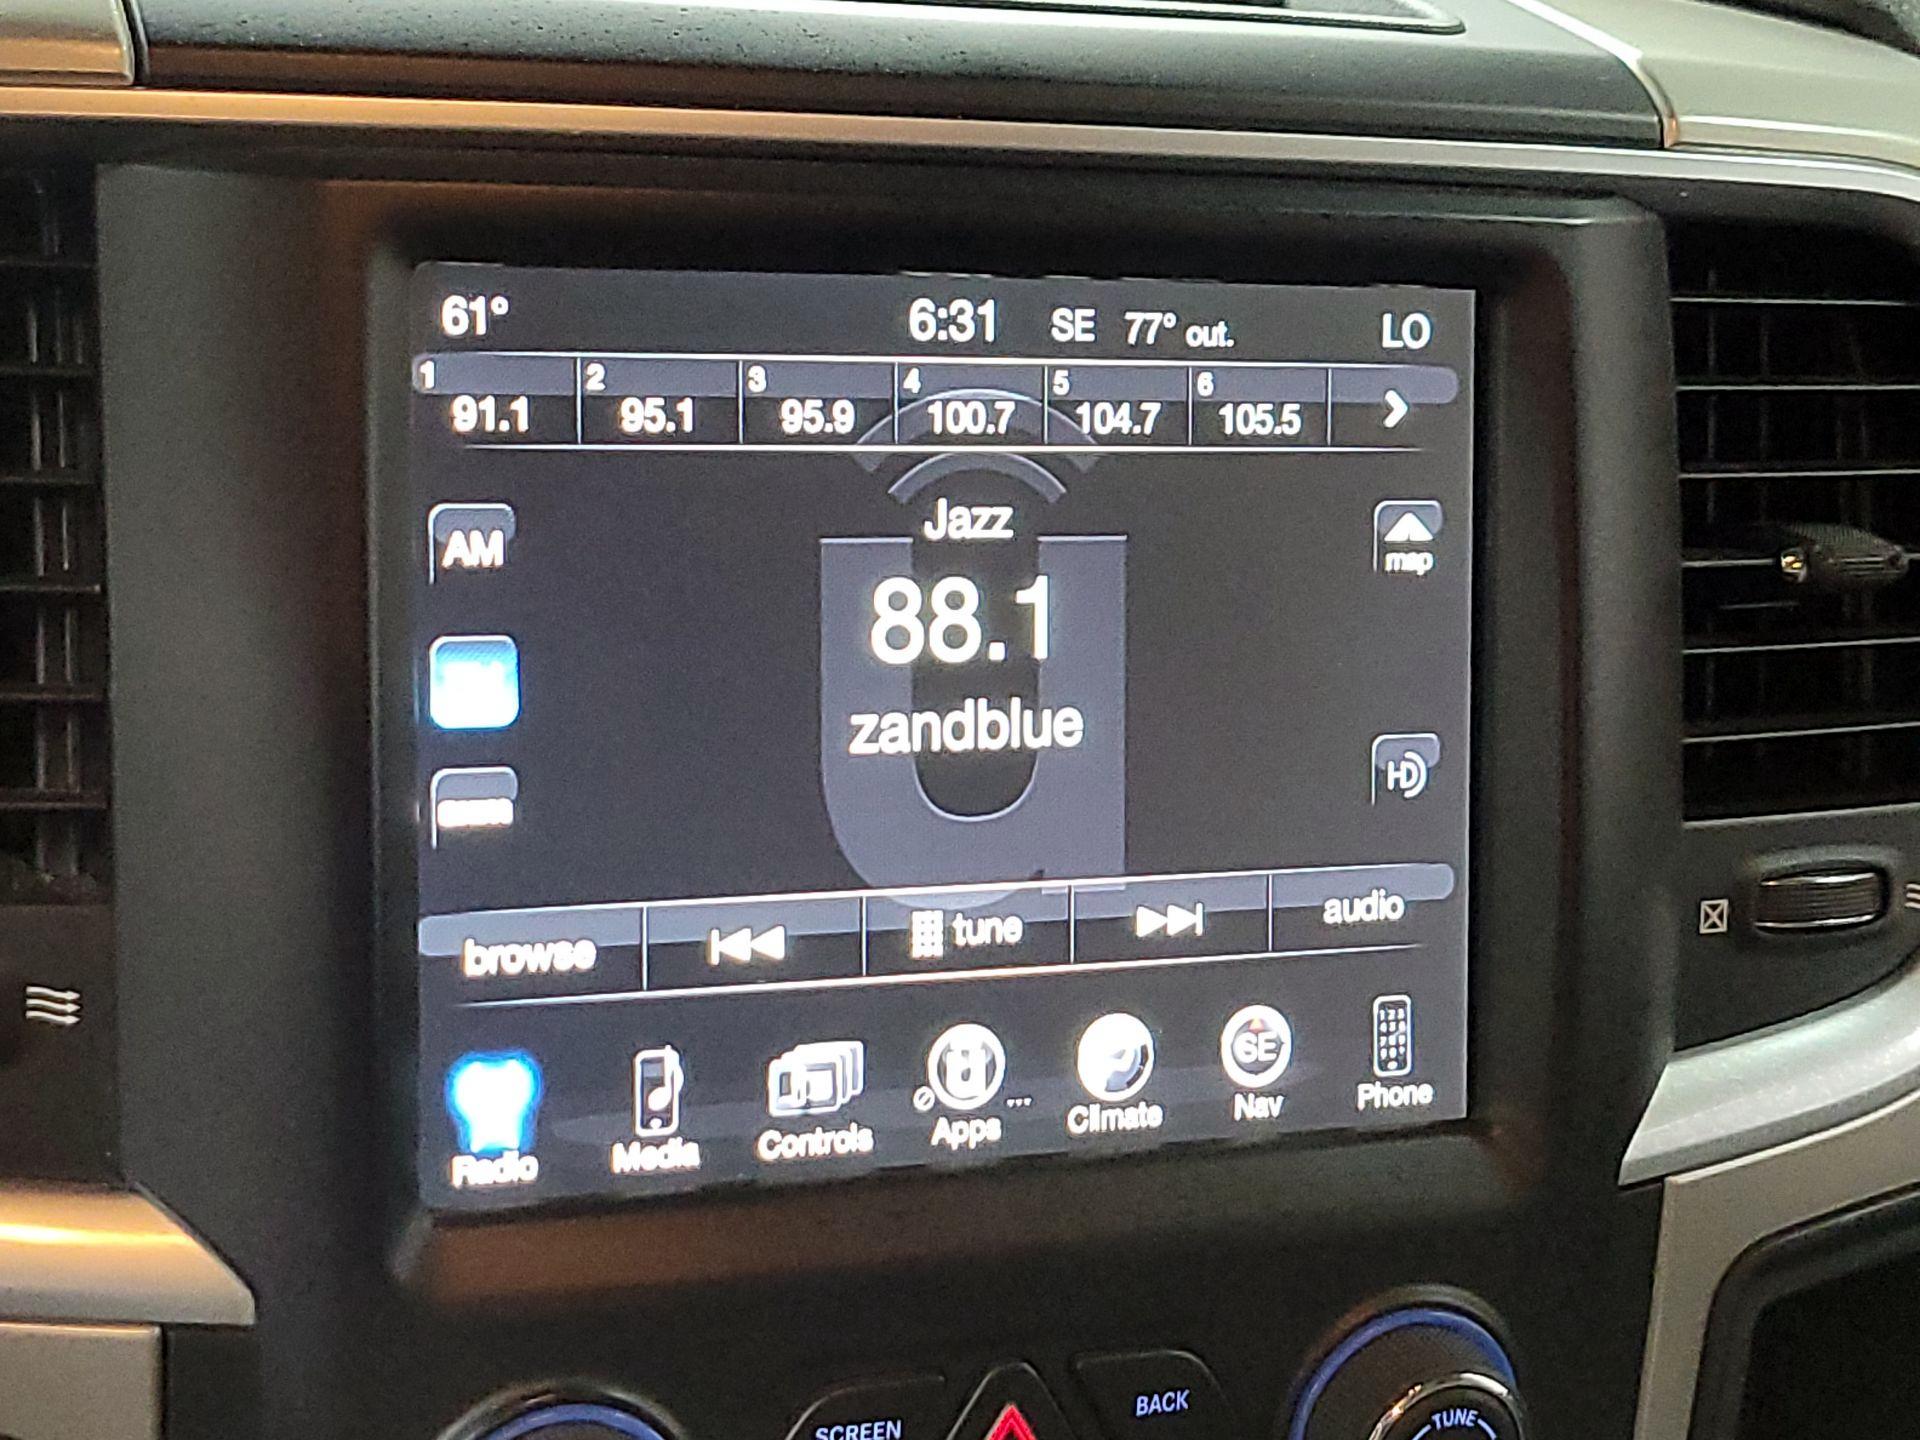 61° 6:31 SE 77° out. LO
1 2 3 4 5 6
91.1 95.1 95.9 100.7 104.7 105.5
Jazz
AM
map
88.1
zandblue
HD
browse tune audio
SE
Radio Media Controls Apps Climate Nav Phone
SCREEN BACK TUNE